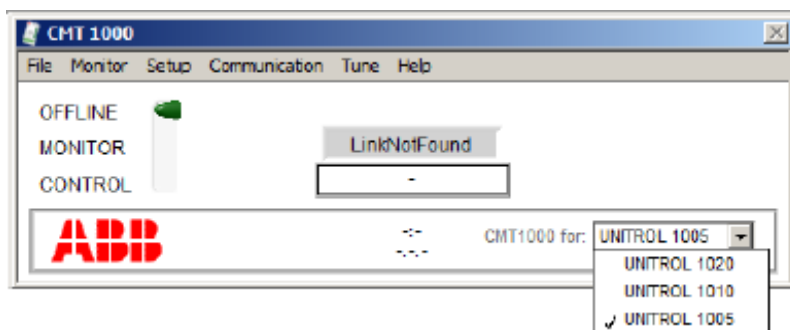 CMT 1000
File Monitor Setup Communication Tune Help
OFFLINE
MONITOR
LinkNotFound
CONTROL
-
ABB
-:-
-.-.-
CMT1000 for: UNITROL 1005
UNITROL 1020
UNITROL 1010
✓ UNITROL 1005